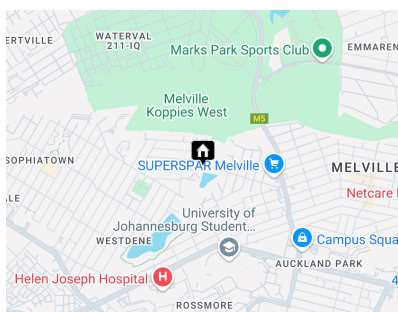 ERTVILLE
WATERVAL
211-IQ
Marks Park Sports Club
EMMAREN
Melville
Koppies West
M5
SOPHIATOWN
SUPERSPAR Melville
MELVILLE
ALE
Netcare
University of
Johannesburg Student...
WESTDENE
Campus Squa
AUCKLAND PARK
Helen Joseph Hospital
H
4
ROSSMORE